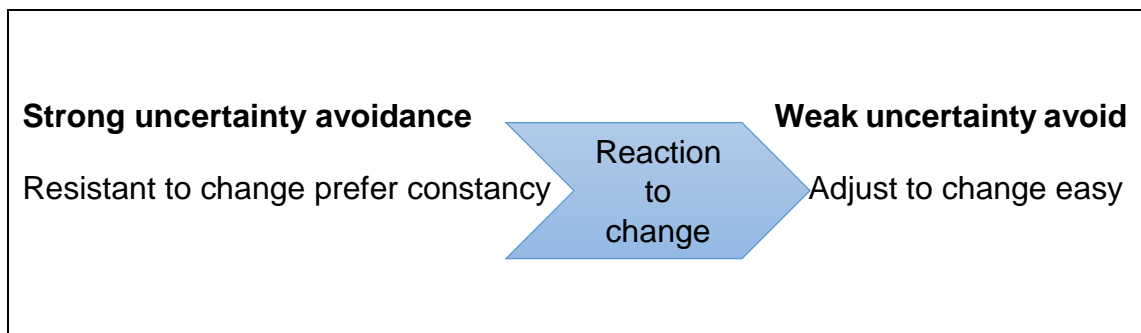 Strong uncertainty avoidance
Resistant to change prefer constancy
Reaction
to
change
Weak uncertainty avoid
Adjust to change easy